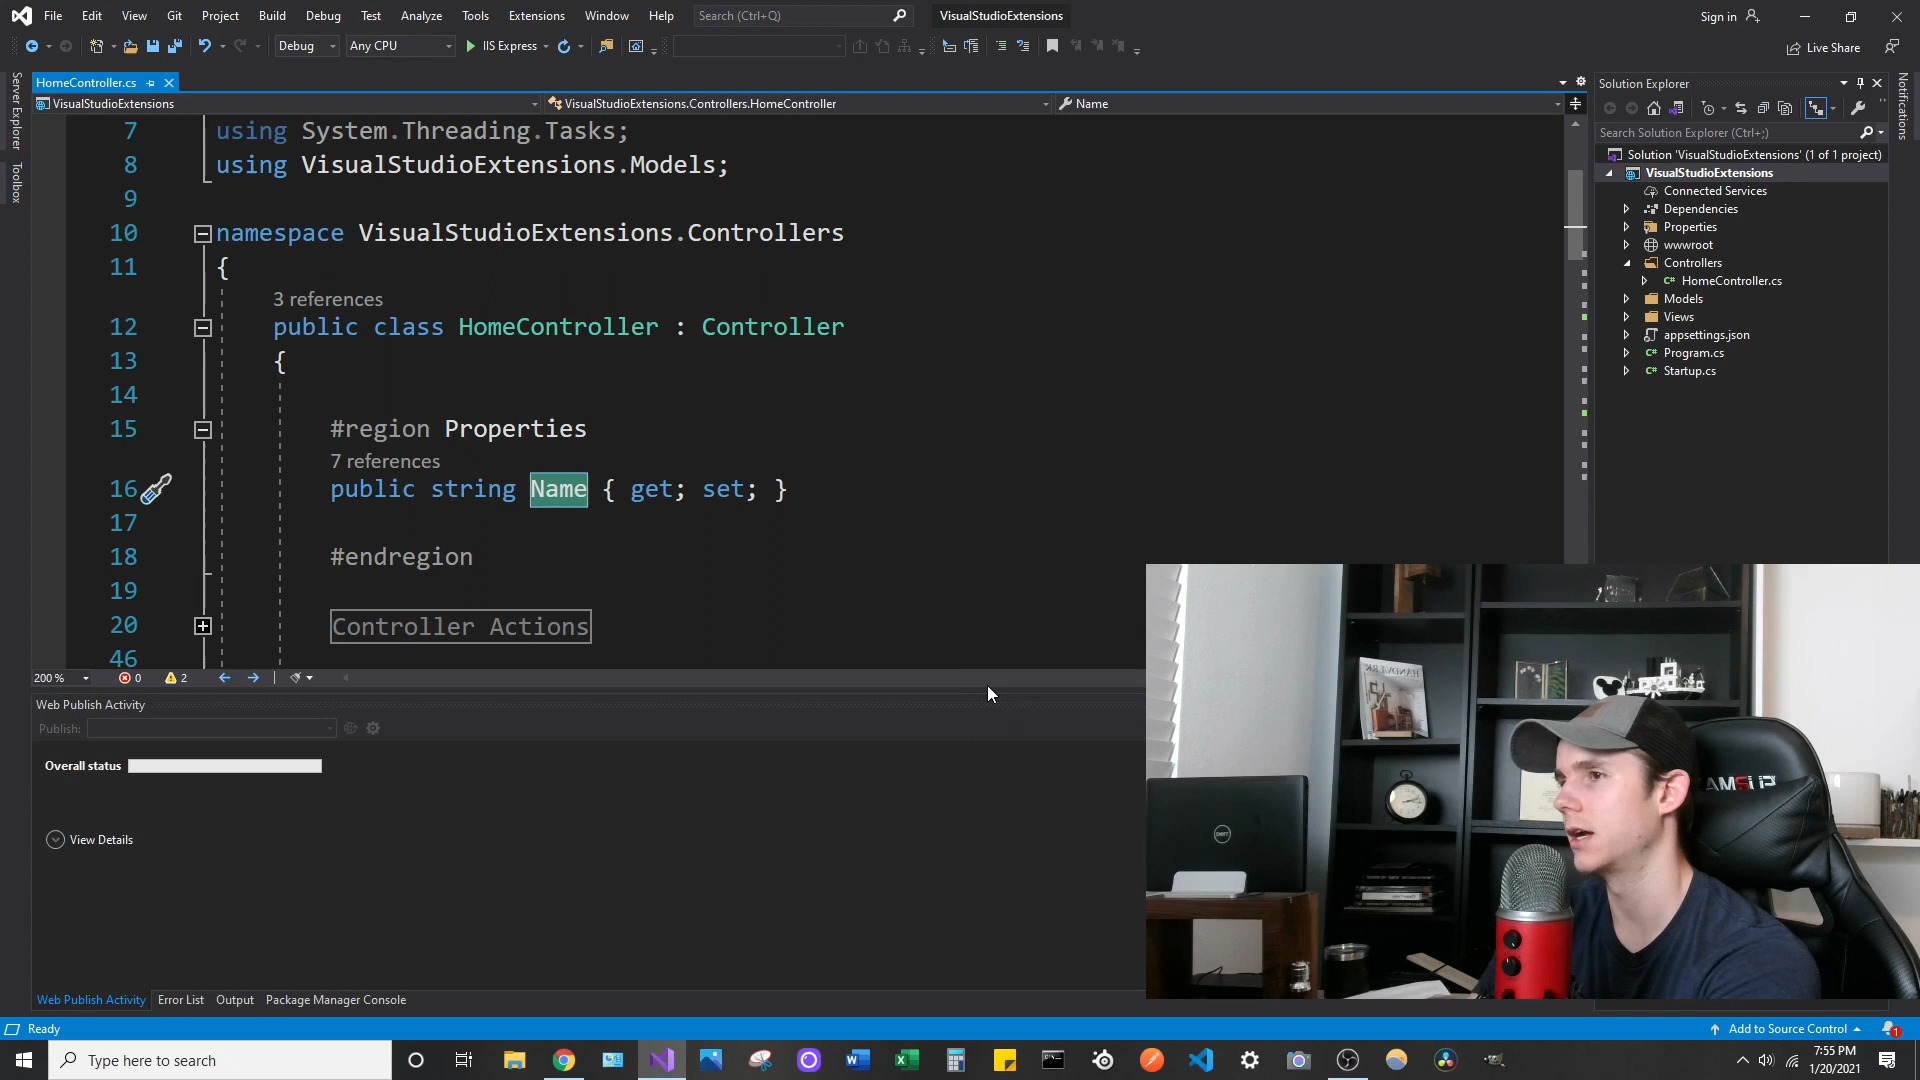 File Edit View Git Project Build Debug Test Analyze Tools Extensions Window Help Search (Ctrl+Q) VisualStudioExtensions Sign in
Debug Any CPU IIS Express Live Share
HomeController.cs
VisualStudioExtensions VisualStudioExtensions.Controllers.HomeController Name
Server Explorer
Toolbox
7 using System.Threading.Tasks;
8 using VisualStudioExtensions.Models;
9
10 namespace VisualStudioExtensions.Controllers
11 {
3 references
12 public class HomeController : Controller
13 {
14
15 #region Properties
7 references
16 public string Name { get; set; }
17
18 #endregion
19
20 Controller Actions
46
200 % 0 2
Solution Explorer
Search Solution Explorer (Ctrl+;)
Solution 'VisualStudioExtensions' (1 of 1 project)
VisualStudioExtensions
Connected Services
Dependencies
Properties
wwwroot
Controllers
C# HomeController.cs
Models
Views
appsettings.json
C# Program.cs
C# Startup.cs
Notifications
Web Publish Activity
Publish:
Overall status
View Details
Web Publish Activity Error List Output Package Manager Console
HANDVERK
DELL
Ready Add to Source Control 1
Type here to search
7:55 PM
1/20/2021